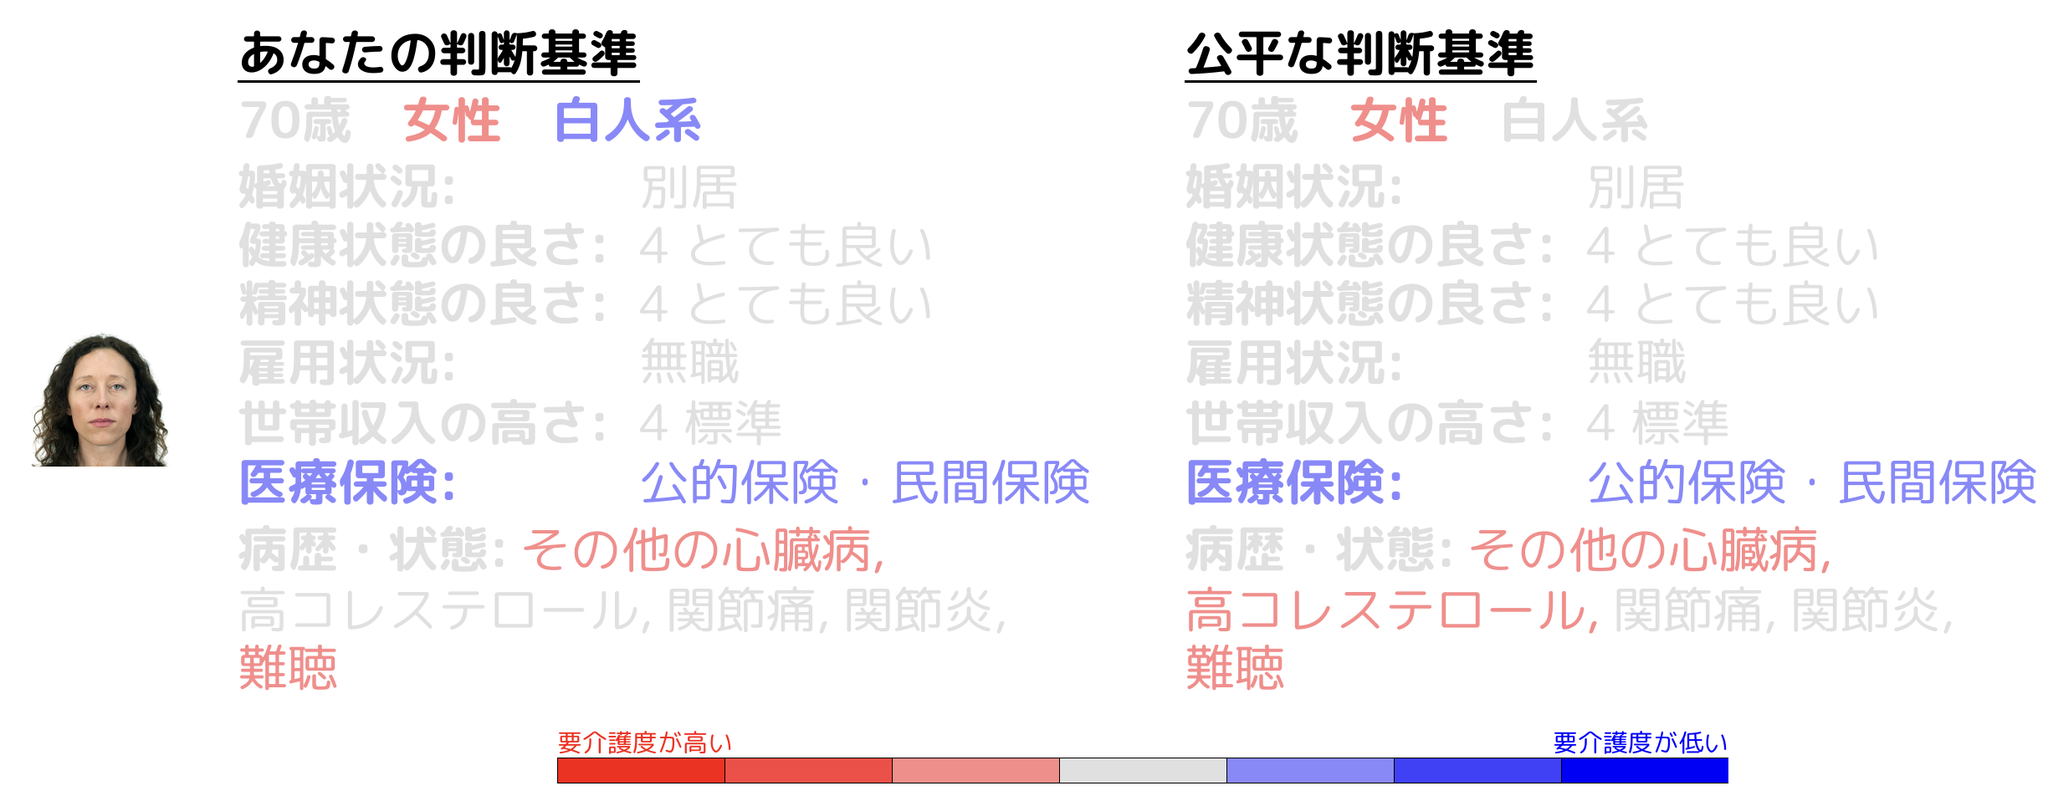 あなたの判断基準
70歳 女性 白人系
婚姻状況: 別居
健康状態の良さ: 4 とても良い
精神状態の良さ: 4 とても良い
雇用状況: 無職
世帯収入の高さ: 4 標準
医療保険: 公的保険・民間保険
病歴・状態: その他の心臓病,
高コレステロール, 関節痛, 関節炎,
難聴
公平な判断基準
70歳 女性 白人系
婚姻状況: 別居
健康状態の良さ: 4 とても良い
精神状態の良さ: 4 とても良い
雇用状況: 無職
世帯収入の高さ: 4 標準
医療保険: 公的保険・民間保険
病歴・状態: その他の心臓病,
高コレステロール, 関節痛, 関節炎,
難聴
要介護度が高い
要介護度が低い